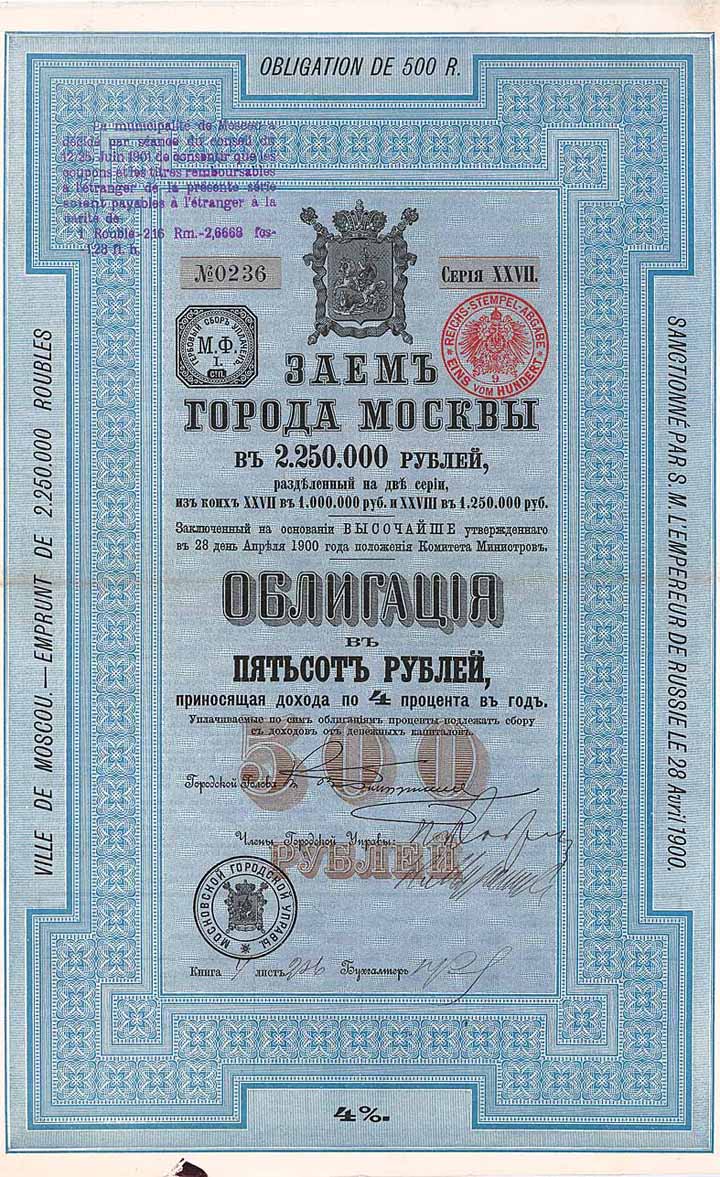 OBLIGATION DE 500 R.
La municipalité de Moscou a
décidé par séance du conseil du
12/25 Juin 1901 de consentir que les
coupons et les titres remboursables
a l'étranger de la présente série
soient payables à l'étranger à la
parité de:
1 Rouble-216 Rm.-2,6668 fcs-
1,28 fl. h.
№0236
Серія XXVII.
ГЕРБОВЫЙ СБОРЪ УПЛАЧЕНЪ
М.Ф.
1.
СТП.
REICHS-STEMPEL-ABGABE
EINS VOM HUNDERT
9
ЗАЕМЪ
ГОРОДА МОСКВЫ
ВЪ 2.250.000 РУБЛЕЙ,
раздѣленный на двѣ серіи,
изъ коихъ XXVII въ 1.000.000 руб. и XXVIII въ 1.250.000 руб.
Заключенный на основаніи ВЫСОЧАЙШЕ утвержденнаго
въ 28 день Апрѣля 1900 года положенія Комитета Министровъ.
ОБЛИГАЦІЯ
ВЪ
ПЯТЬСОТЪ РУБЛЕЙ,
приносящая дохода по 4 процента въ годъ.
Уплачиваемые по симъ облигаціямъ проценты подлежатъ сбору
съ доходовъ отъ денежныхъ капиталовъ.
500
Городской Голова
Члены Городской Управы:
РУБЛЕЙ
МОСКОВСКОЙ ГОРОДСКОЙ УПРАВЫ
Книга листъ Бухгалтеръ
4%.
VILLE DE MOSCOU.—EMPRUNT DE 2.250.000 ROUBLES
SANCTIONNÉ PAR S. M. L'EMPEREUR DE RUSSIE LE 28 Avril 1900.